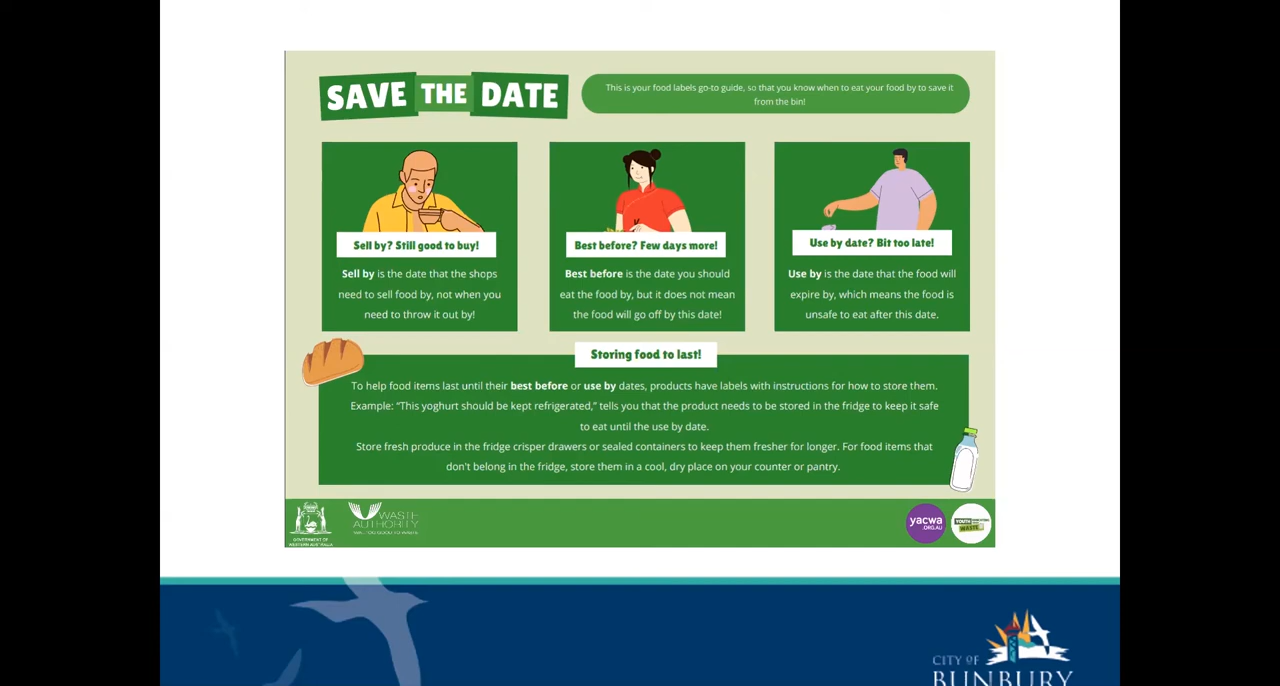 SAVE THE DATE
This is your food labels go-to guide, so that you know when to eat your food by to save it
from the bin!
Sell by? Still good to buy!
Sell by is the date that the shops
need to sell food by, not when you
need to throw it out by!
Best before? Few days more!
Best before is the date you should
eat the food by, but it does not mean
the food will go off by this date!
Use by date? Bit too late!
Use by is the date that the food will
expire by, which means the food is
unsafe to eat after this date.
Storing food to last!
To help food items last until their best before or use by dates, products have labels with instructions for how to store them.
Example: “This yoghurt should be kept refrigerated,” tells you that the product needs to be stored in the fridge to keep it safe
to eat until the use by date.
Store fresh produce in the fridge crisper drawers or sealed containers to keep them fresher for longer. For food items that
don't belong in the fridge, store them in a cool, dry place on your counter or pantry.
GOVERNMENT OF
WESTERN AUSTRALIA
WASTE
AUTHORITY
yacwa
.ORG.AU
YOUTH
WASTE
CITY OF
BUNBURY